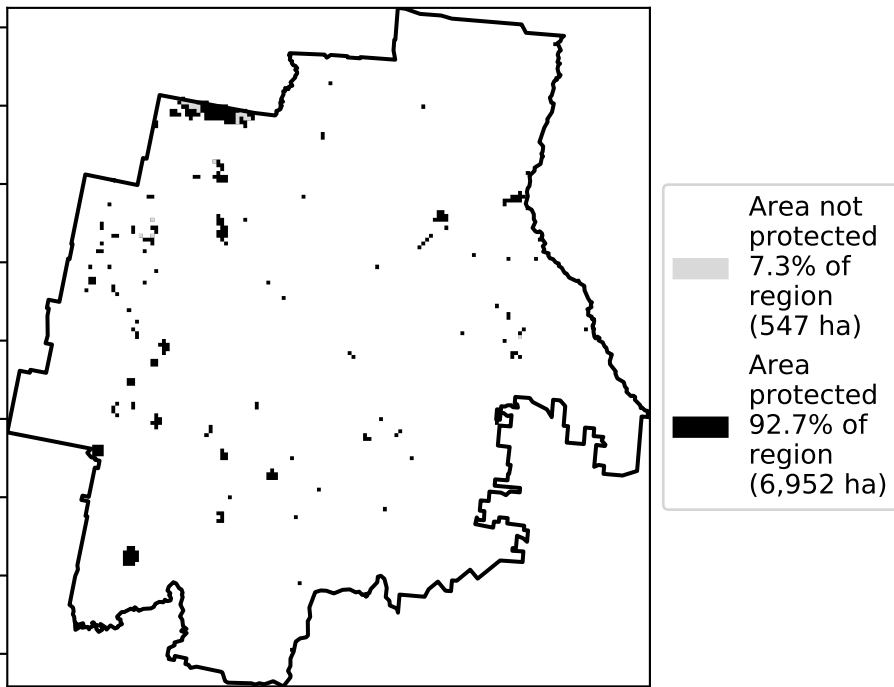 Area not
protected
7.3% of
region
(547 ha)
Area
protected
92.7% of
region
(6,952 ha)